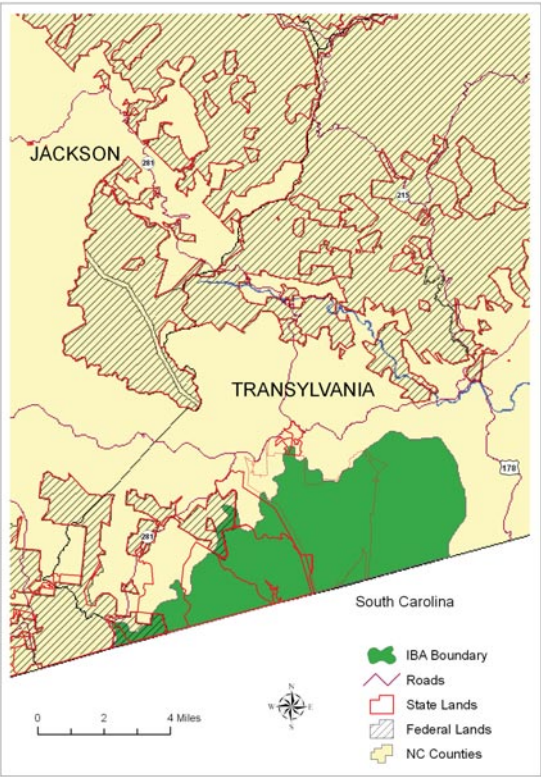 JACKSON
281
215
TRANSYLVANIA
178
281
South Carolina
IBA Boundary
Roads
State Lands
Federal Lands
NC Counties
N
W E
S
0 2 4 Miles